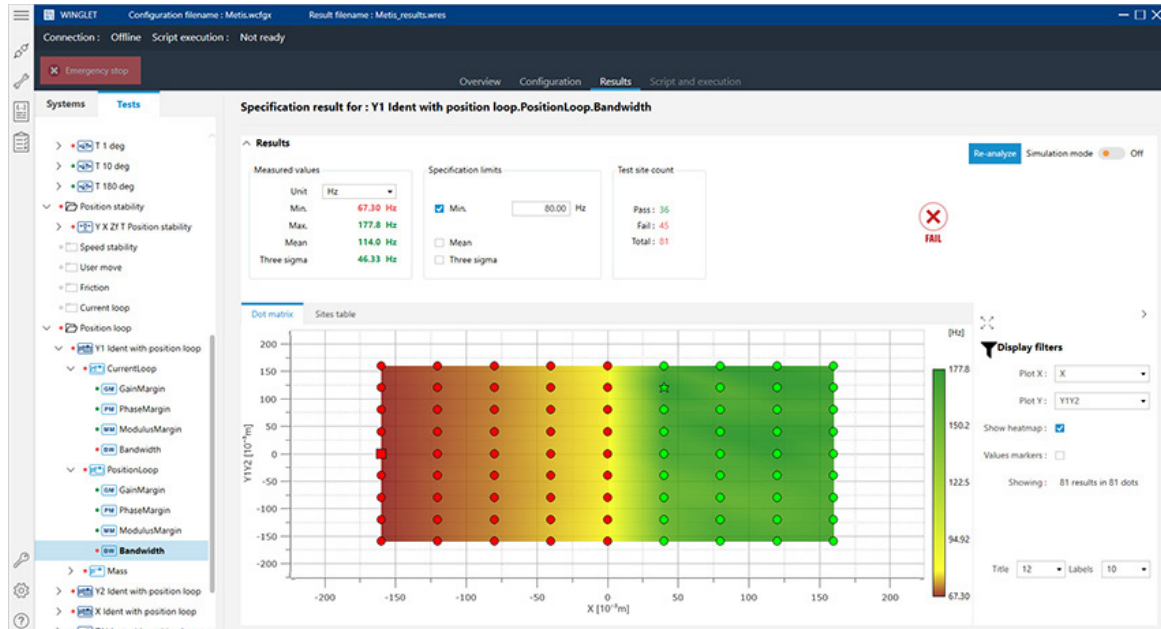 WINGLET Configuration filename : Metis.wcfgx Result filename : Metis_results.wres
Connection : Offline Script execution : Not ready
Emergency stop
Overview Configuration Results Script and execution
Systems Tests
T 1 deg
T 10 deg
T 180 deg
Position stability
Y X Zf T Position stability
Speed stability
User move
Friction
Current loop
Position loop
Y1 Ident with position loop
CurrentLoop
GM GainMargin
PM PhaseMargin
MM ModulusMargin
BW Bandwidth
PositionLoop
GM GainMargin
PM PhaseMargin
MM ModulusMargin
BW Bandwidth
Mass
Y2 Ident with position loop
X Ident with position loop
Specification result for : Y1 Ident with position loop.PositionLoop.Bandwidth
Results
Re-analyze Simulation mode Off
Measured values
Unit Hz
Min. 67.30 Hz
Max. 177.8 Hz
Mean 114.0 Hz
Three sigma 46.33 Hz
Specification limits
Min. 80.00 Hz
Mean
Three sigma
Test site count
Pass : 36
Fail : 45
Total : 81
FAIL
Dot matrix Sites table
[Hz]
200
150
100
50
0
-50
-100
-150
-200
Y1Y2 [10⁻³m]
-200 -150 -100 -50 0 50 100 150 200
X [10⁻³m]
177.8
150.2
122.5
94.92
67.30
Display filters
Plot X : X
Plot Y : Y1Y2
Show heatmap :
Values markers :
Showing : 81 results in 81 dots
Title 12 Labels 10